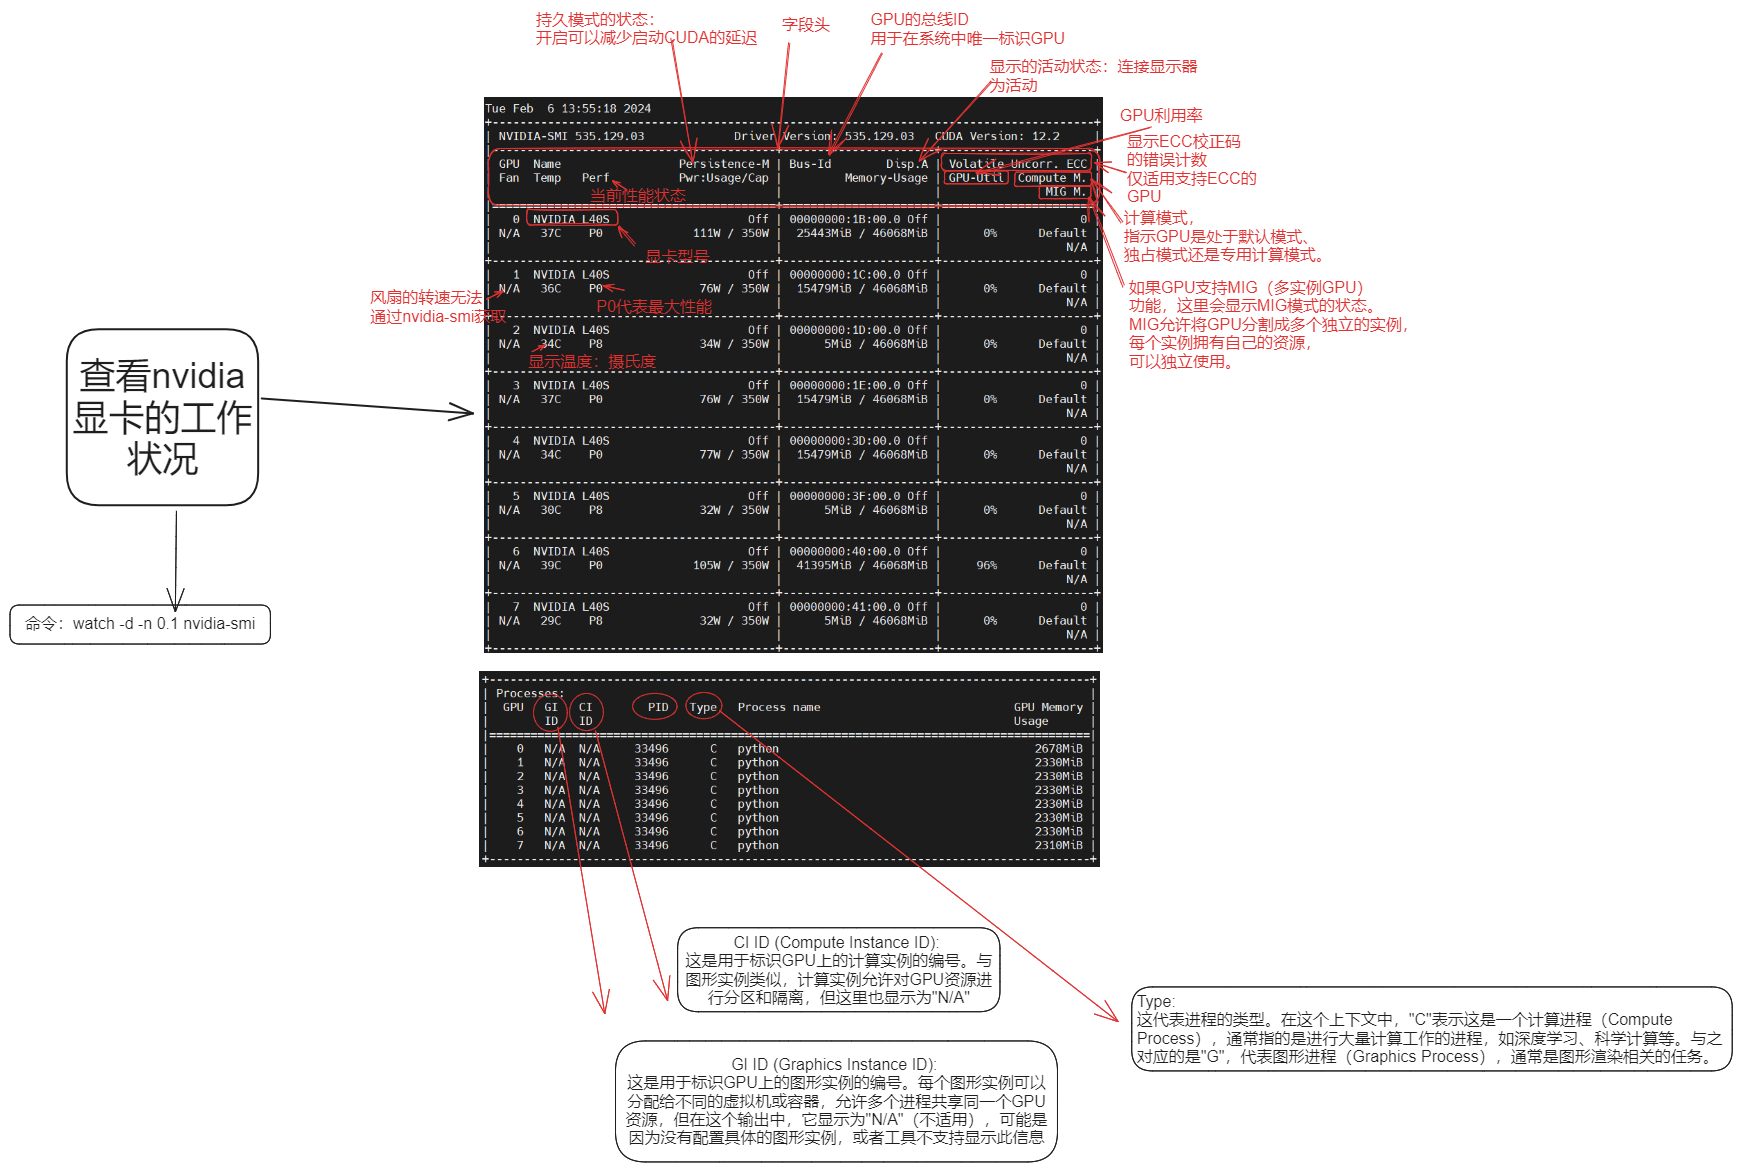 持久模式的状态：
开启可以减少启动CUDA的延迟
字段头
GPU的总线ID
用于在系统中唯一标识GPU
显示的活动状态：连接显示器
为活动
GPU利用率
显示ECC校正码
的错误计数
仅适用支持ECC的
GPU
计算模式，
指示GPU是处于默认模式、
独占模式还是专用计算模式。
如果GPU支持MIG（多实例GPU）
功能，这里会显示MIG模式的状态。
MIG允许将GPU分割成多个独立的实例，
每个实例拥有自己的资源，
可以独立使用。
Tue Feb  6 13:55:18 2024
NVIDIA-SMI 535.129.03 Driver Version: 535.129.03 CUDA Version: 12.2
GPU Name Persistence-M | Bus-Id Disp.A | Volatile Uncorr. ECC
Fan Temp Perf Pwr:Usage/Cap | Memory-Usage | GPU-Util Compute M.
MIG M.
当前性能状态
0 NVIDIA L40S Off | 00000000:1B:00.0 Off | 0
N/A 37C P0 111W / 350W | 25443MiB / 46068MiB | 0% Default
N/A
显卡型号
1 NVIDIA L40S Off | 00000000:1C:00.0 Off | 0
N/A 36C P0 76W / 350W | 15479MiB / 46068MiB | 0% Default
N/A
风扇的转速无法
通过nvidia-smi获取
P0代表最大性能
2 NVIDIA L40S Off | 00000000:1D:00.0 Off | 0
N/A 34C P8 34W / 350W | 5MiB / 46068MiB | 0% Default
N/A
显示温度：摄氏度
3 NVIDIA L40S Off | 00000000:1E:00.0 Off | 0
N/A 37C P0 76W / 350W | 15479MiB / 46068MiB | 0% Default
N/A
4 NVIDIA L40S Off | 00000000:3D:00.0 Off | 0
N/A 34C P0 77W / 350W | 15479MiB / 46068MiB | 0% Default
N/A
5 NVIDIA L40S Off | 00000000:3F:00.0 Off | 0
N/A 30C P8 32W / 350W | 5MiB / 46068MiB | 0% Default
N/A
6 NVIDIA L40S Off | 00000000:40:00.0 Off | 0
N/A 39C P0 105W / 350W | 41395MiB / 46068MiB | 96% Default
N/A
7 NVIDIA L40S Off | 00000000:41:00.0 Off | 0
N/A 29C P8 32W / 350W | 5MiB / 46068MiB | 0% Default
N/A
查看nvidia
显卡的工作
状况
命令：watch -d -n 0.1 nvidia-smi
Processes:
GPU GI CI PID Type Process name GPU Memory
ID ID Usage
0 N/A N/A 33496 C python 2678MiB
1 N/A N/A 33496 C python 2330MiB
2 N/A N/A 33496 C python 2330MiB
3 N/A N/A 33496 C python 2330MiB
4 N/A N/A 33496 C python 2330MiB
5 N/A N/A 33496 C python 2330MiB
6 N/A N/A 33496 C python 2330MiB
7 N/A N/A 33496 C python 2310MiB
CI ID (Compute Instance ID):
这是用于标识GPU上的计算实例的编号。与
图形实例类似，计算实例允许对GPU资源进
行分区和隔离，但这里也显示为"N/A"
Type:
这代表进程的类型。在这个上下文中，"C"表示这是一个计算进程（Compute
Process），通常指的是进行大量计算工作的进程，如深度学习、科学计算等。与之
对应的是"G"，代表图形进程（Graphics Process），通常是图形渲染相关的任务。
GI ID (Graphics Instance ID):
这是用于标识GPU上的图形实例的编号。每个图形实例可以
分配给不同的虚拟机或容器，允许多个进程共享同一个GPU
资源，但在这个输出中，它显示为"N/A"（不适用），可能是
因为没有配置具体的图形实例，或者工具不支持显示此信息